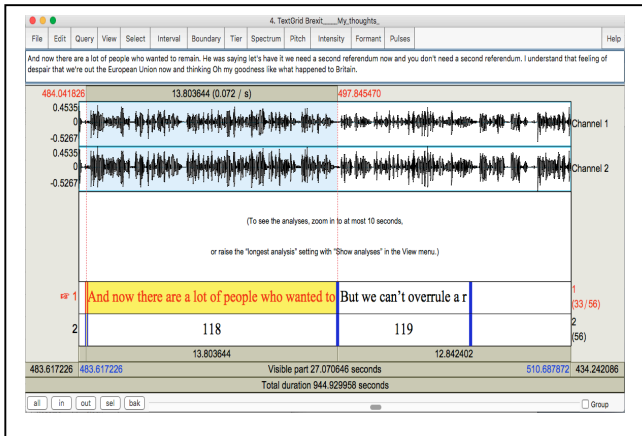 4. TextGrid Brexit____My_thoughts_
File Edit Query View Select Interval Boundary Tier Spectrum Pitch Intensity Formant Pulses Help
And now there are a lot of people who wanted to remain. He was saying let's have it we need a second referendum now and you don't need a second referendum. I understand that feeling of
despair that we're out the European Union now and thinking Oh my goodness like what happened to Britain.
484.041826 13.803644 (0.072 / s) 497.845470
0.4535
0
-0.5267
Channel 1
0.4535
0
-0.5267
Channel 2
(To see the analyses, zoom in to at most 10 seconds,
or raise the "longest analysis" setting with "Show analyses" in the View menu.)
1 And now there are a lot of people who wanted to But we can't overrule a r 1
(33/56)
2 118 119 2
(56)
13.803644 12.842402
483.617226 483.617226 Visible part 27.070646 seconds 510.687872 434.242086
Total duration 944.929958 seconds
all in out sel bak Group